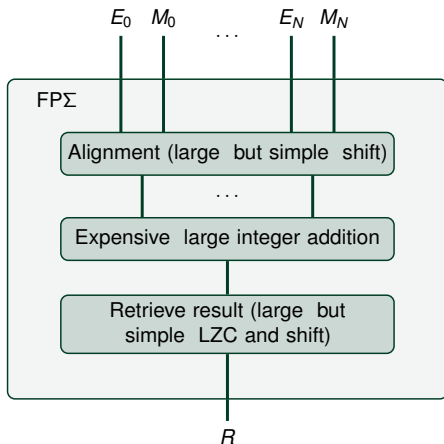 E0 M0 ... EN MN
FPΣ
Alignment (large but simple shift)
...
Expensive large integer addition
Retrieve result (large but
simple LZC and shift)
R